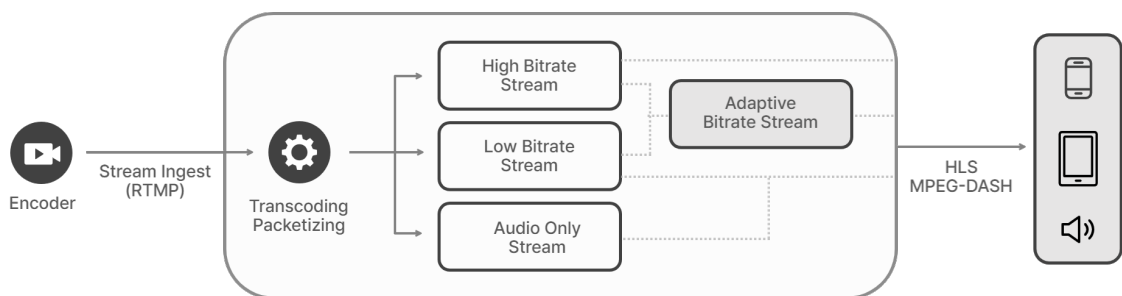 Encoder
Stream Ingest
(RTMP)
Transcoding
Packetizing
High Bitrate
Stream
Low Bitrate
Stream
Audio Only
Stream
Adaptive
Bitrate Stream
HLS
MPEG-DASH